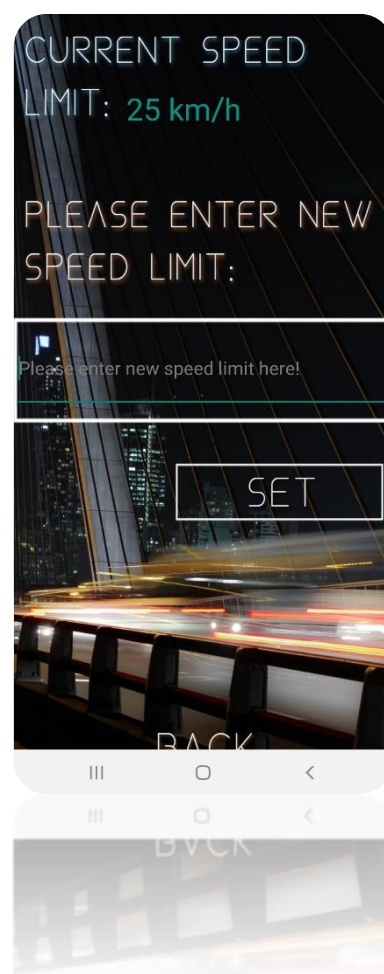 CURRENT SPEED
LIMIT: 25 km/h
PLEASE ENTER NEW
SPEED LIMIT:
Please enter new speed limit here!
SET
BACK